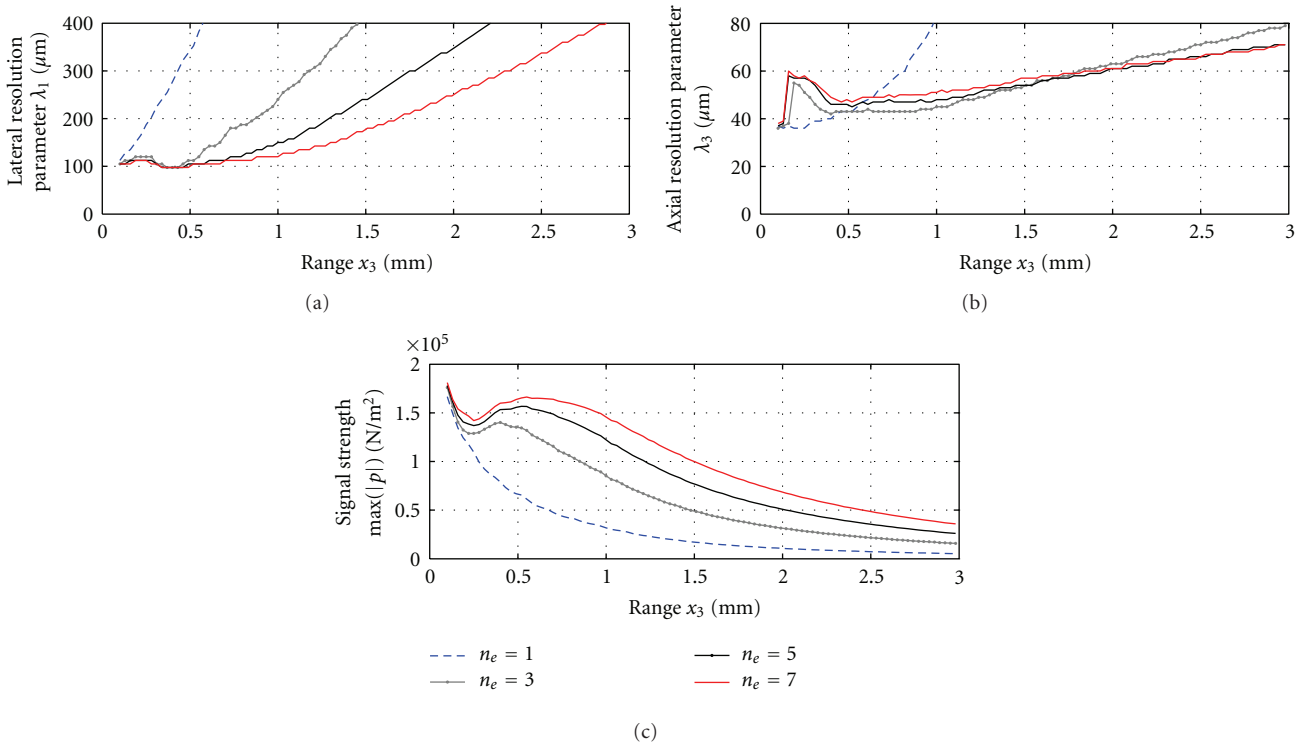 400
300
200
100
0
0
0.5
1
1.5
2
2.5
3
Lateral resolution
parameter λ1 (μm)
Range x3 (mm)
(a)
80
60
40
20
0
0
0.5
1
1.5
2
2.5
3
Axial resolution parameter
λ3 (μm)
Range x3 (mm)
(b)
×10^5
2
1.5
1
0.5
0
0
0.5
1
1.5
2
2.5
3
Signal strength
max(|p|) (N/m²)
Range x3 (mm)
ne = 1
ne = 3
ne = 5
ne = 7
(c)